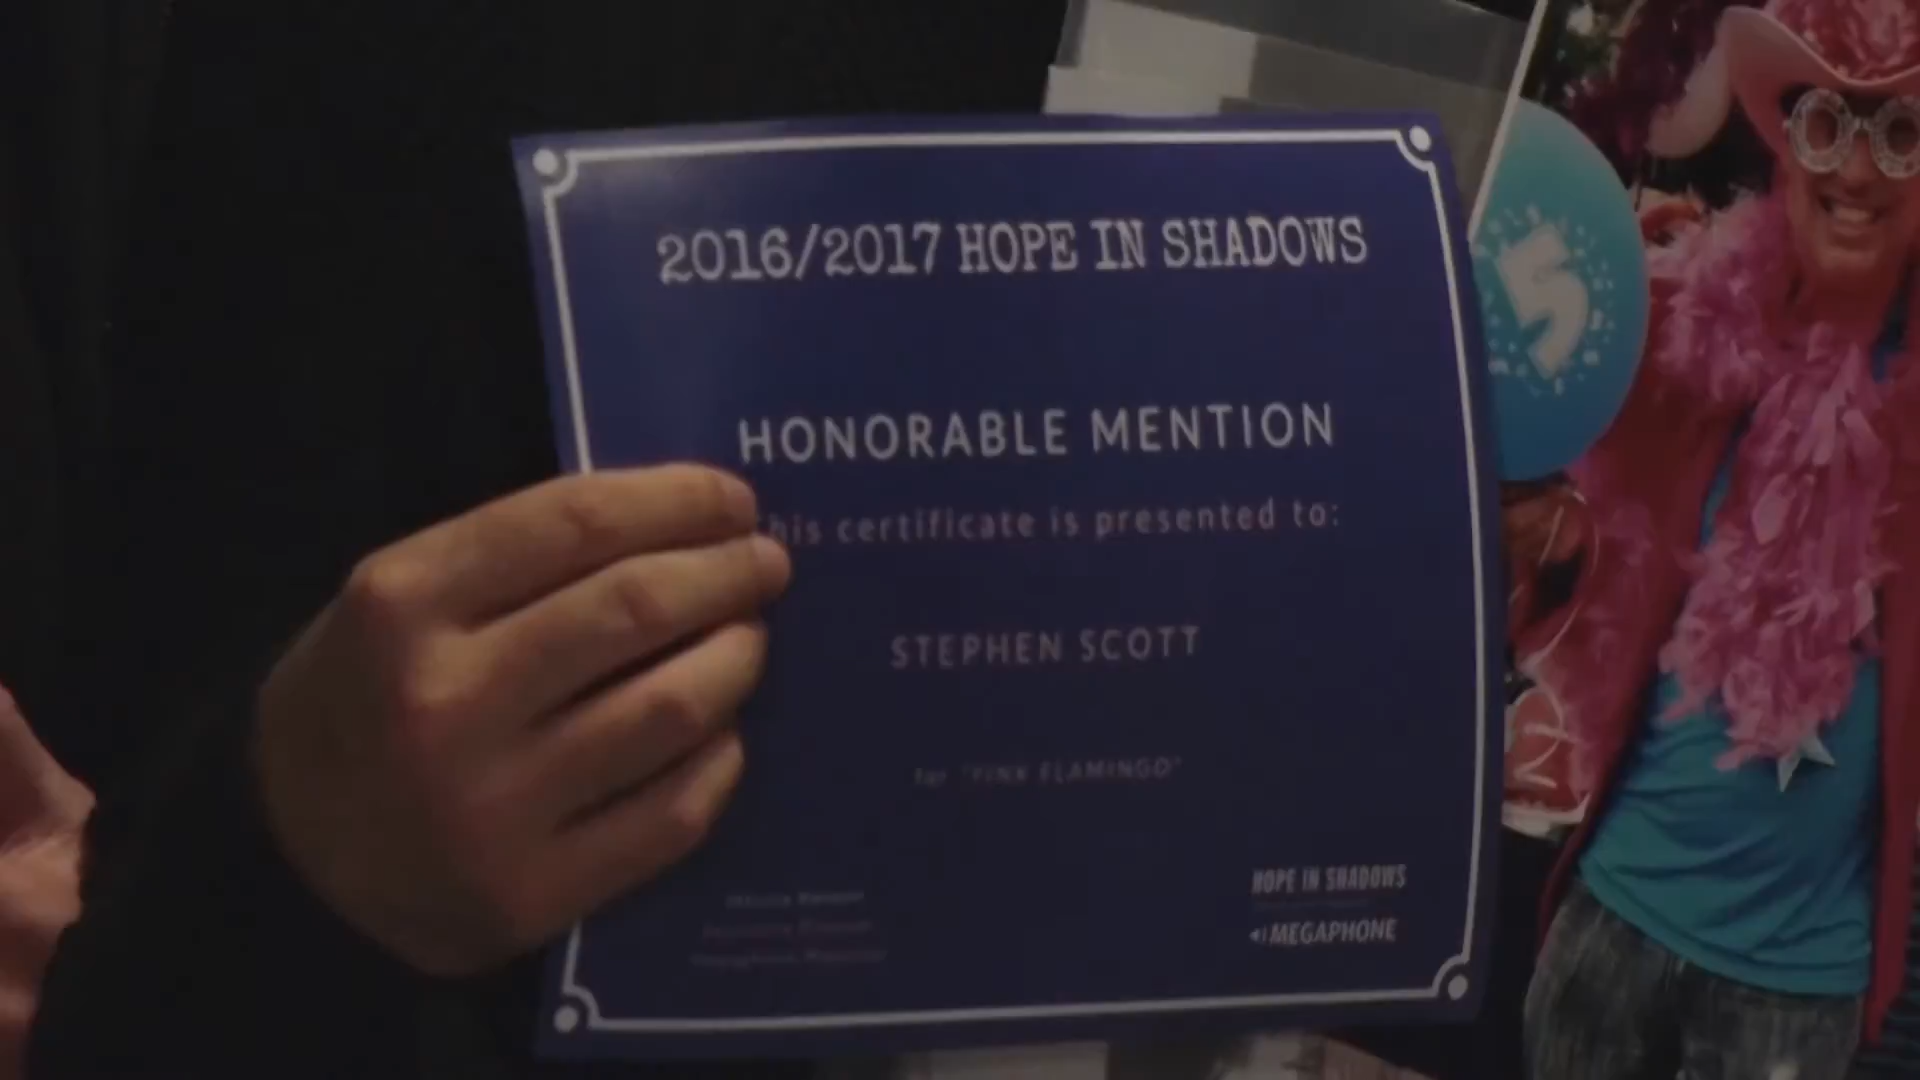 2016/2017 HOPE IN SHADOWS
HONORABLE MENTION
this certificate is presented to:
STEPHEN SCOTT
for "PINK FLAMINGO"
HOPE IN SHADOWS
MEGAPHONE
5